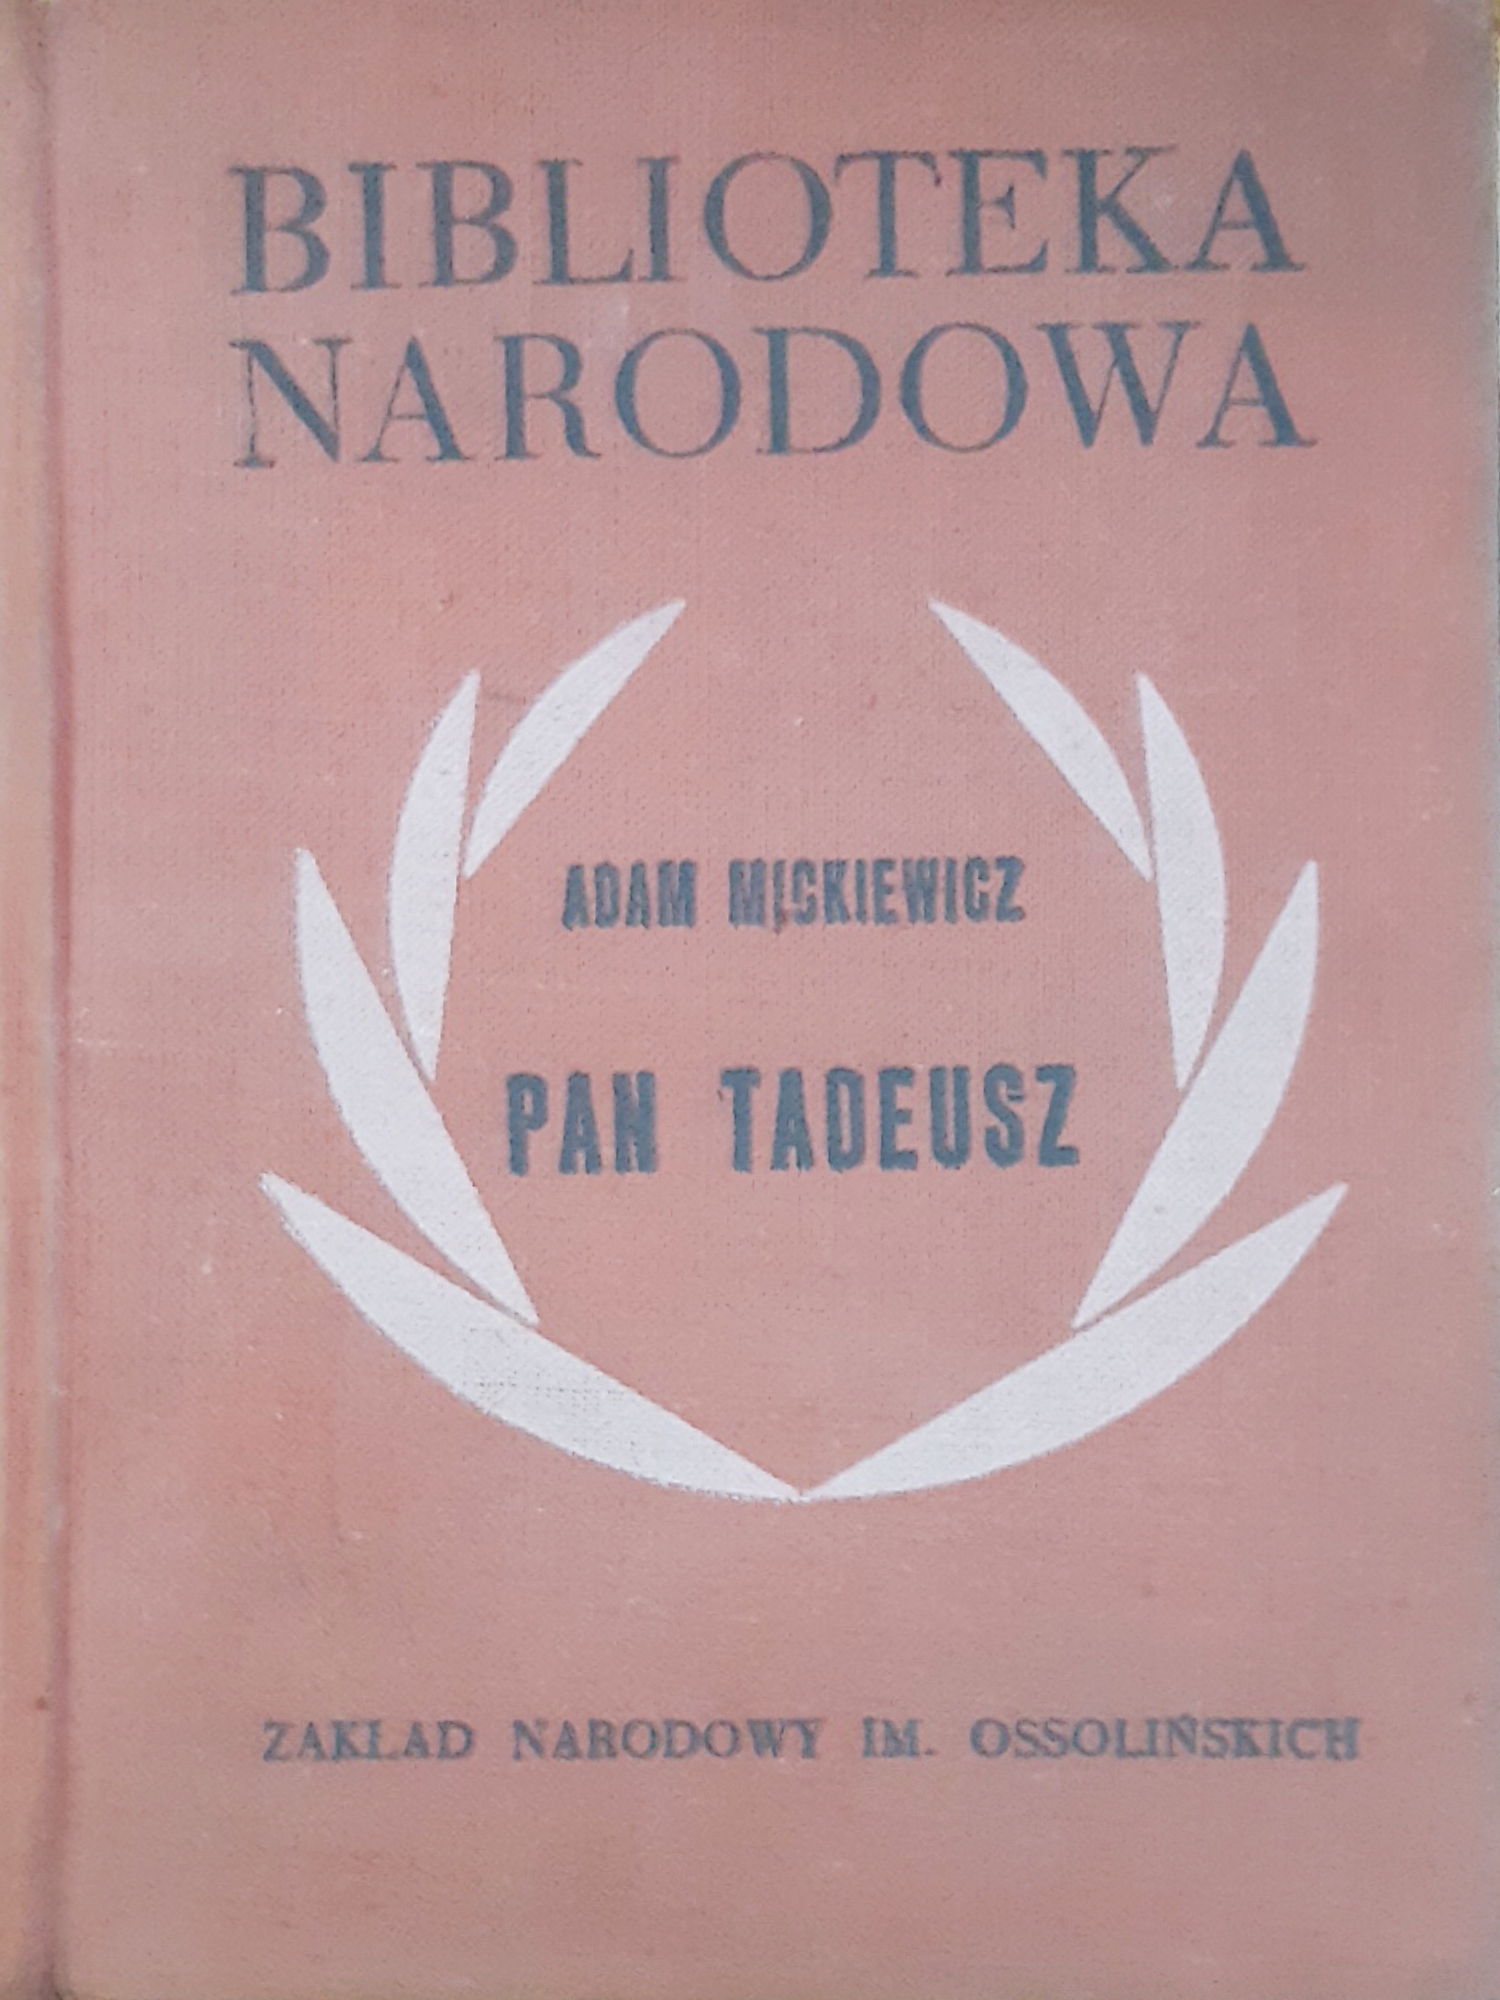 BIBLIOTEKA
NARODOWA
ADAM MICKIEWICZ
PAN TADEUSZ
ZAKŁAD NARODOWY IM. OSSOLIŃSKICH